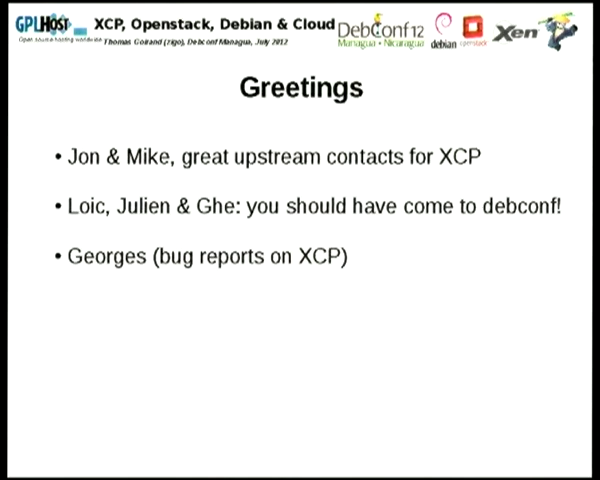 GPLHOST
XCP, Openstack, Debian & Cloud
Open source hosting worldwide
Thomas Goirand (zigo), Debconf Managua, July 2012
DebConf12
Managua • Nicaragua
debian
openstack
Xen
Greetings
• Jon & Mike, great upstream contacts for XCP
• Loic, Julien & Ghe: you should have come to debconf!
• Georges (bug reports on XCP)